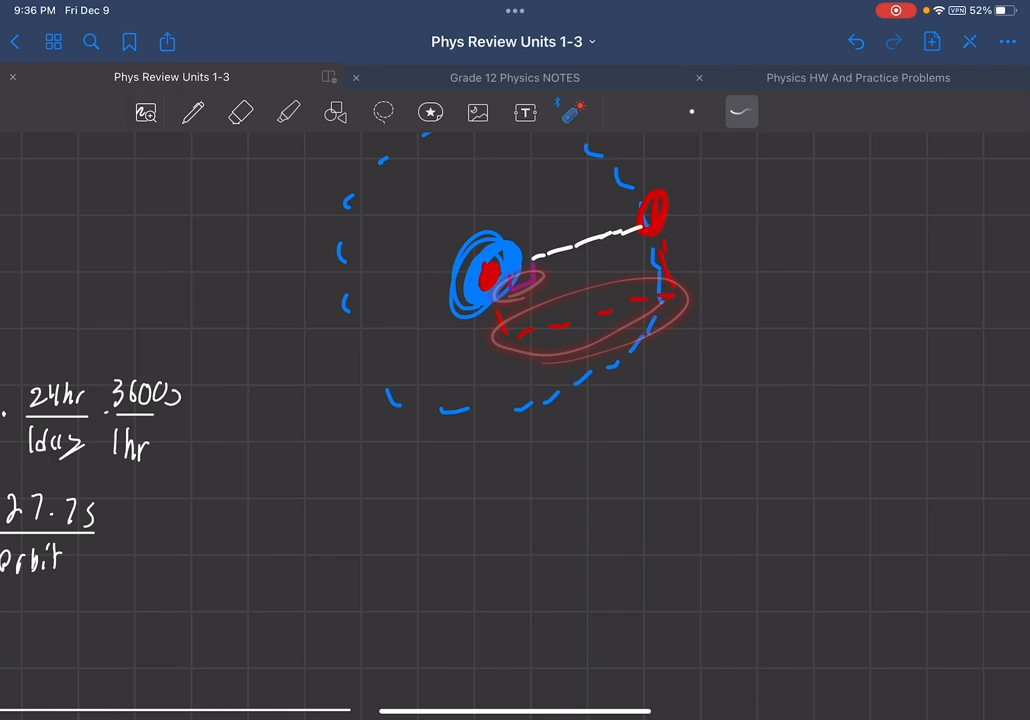 9:36 PM Fri Dec 9
VPN 52%
Phys Review Units 1-3
Phys Review Units 1-3
Grade 12 Physics NOTES
Physics HW And Practice Problems
T
. 24hr · 3600s
1day 1hr
27.7s
orbit